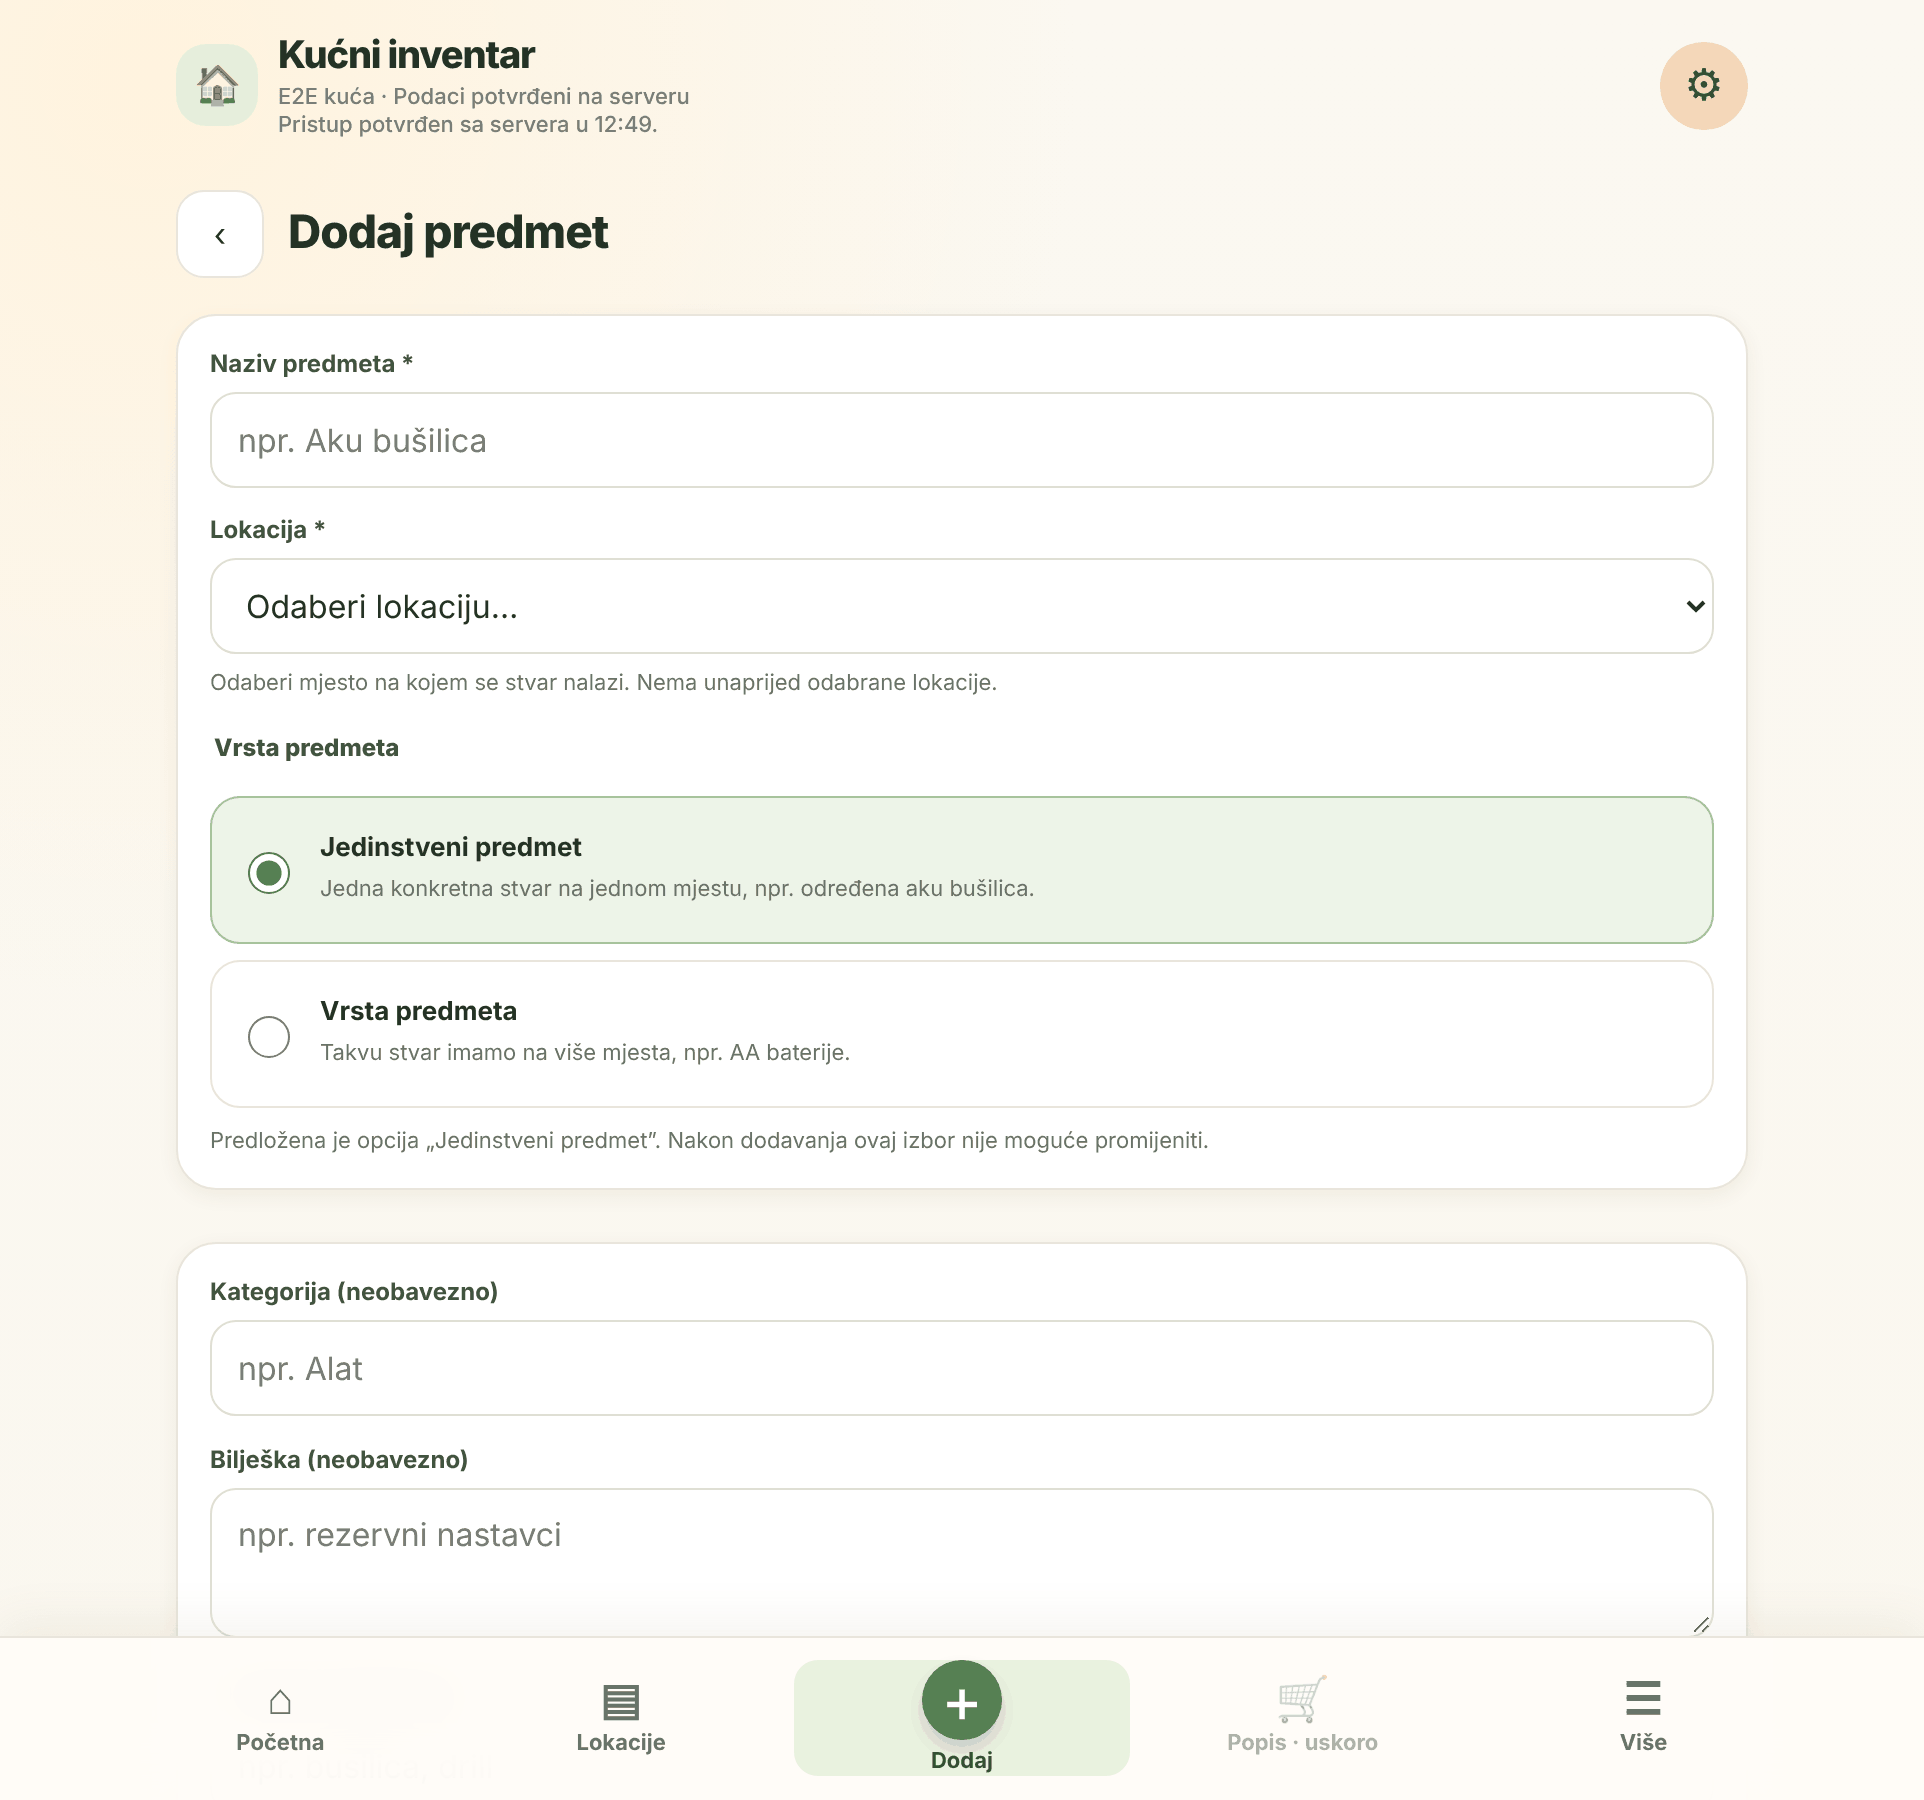 Kućni inventar
E2E kuća · Podaci potvrđeni na serveru
Pristup potvrđen sa servera u 12:49.
Dodaj predmet
Naziv predmeta *
npr. Aku bušilica
Lokacija *
Odaberi lokaciju...
Odaberi mjesto na kojem se stvar nalazi. Nema unaprijed odabrane lokacije.
Vrsta predmeta
Jedinstveni predmet
Jedna konkretna stvar na jednom mjestu, npr. određena aku bušilica.
Vrsta predmeta
Takvu stvar imamo na više mjesta, npr. AA baterije.
Predložena je opcija „Jedinstveni predmet”. Nakon dodavanja ovaj izbor nije moguće promijeniti.
Kategorija (neobavezno)
npr. Alat
Bilješka (neobavezno)
npr. rezervni nastavci
Početna
Lokacije
Dodaj
Popis · uskoro
Više